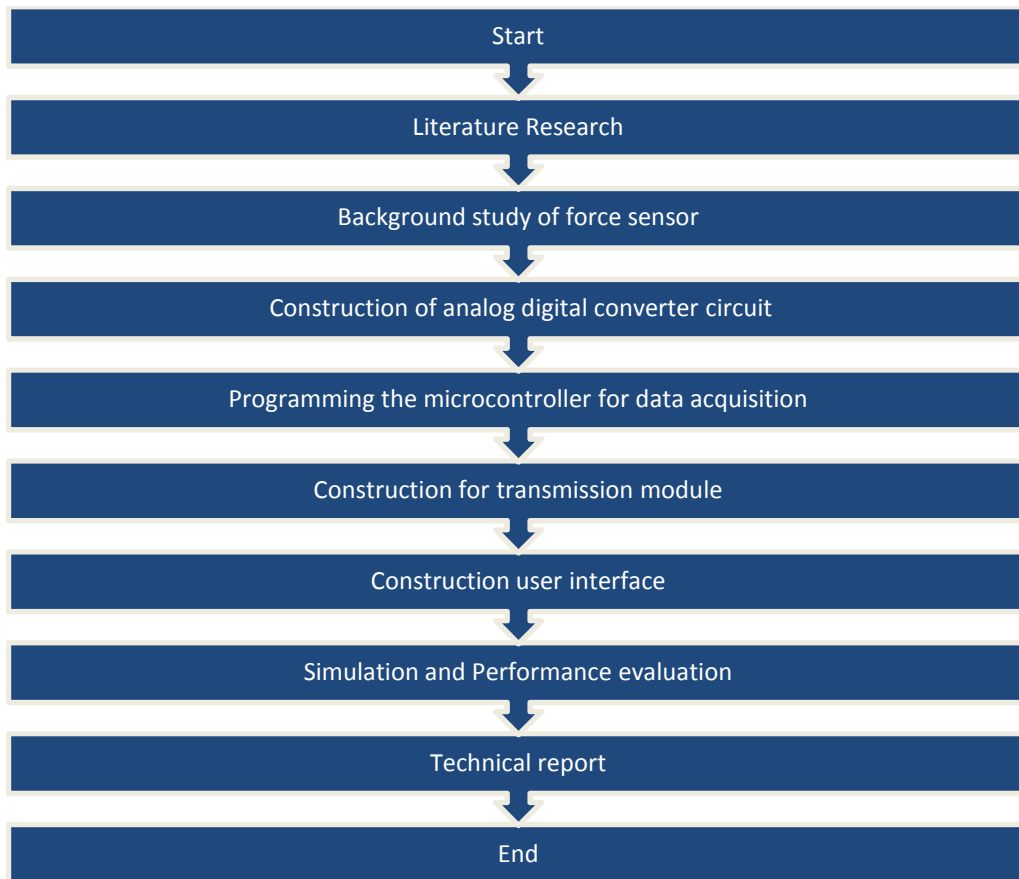 Start
Literature Research
Background study of force sensor
Construction of analog digital converter circuit
Programming the microcontroller for data acquisition
Construction for transmission module
Construction user interface
Simulation and Performance evaluation
Technical report
End